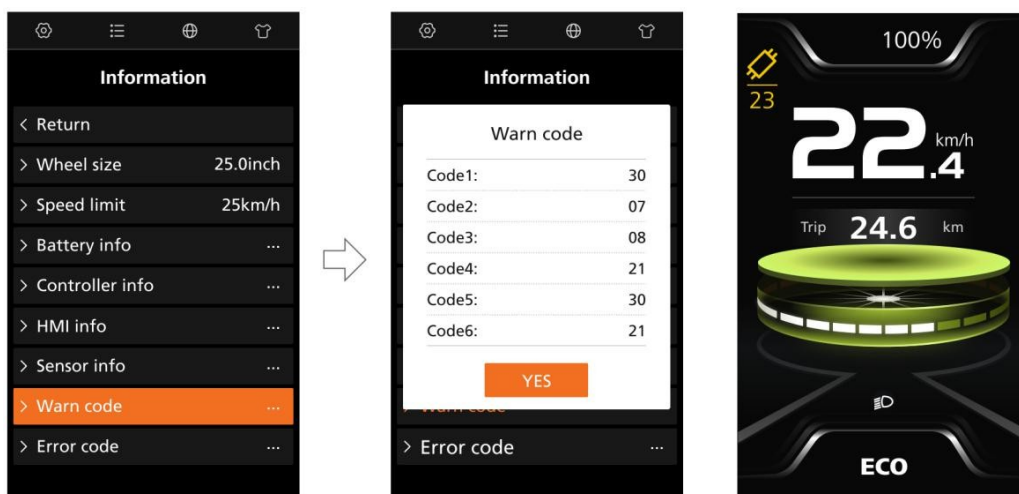 Information
< Return
> Wheel size 25.0inch
> Speed limit 25km/h
> Battery info ...
> Controller info ...
> HMI info ...
> Sensor info ...
> Warn code ...
> Error code ...
Information
Warn code
Code1: 30
Code2: 07
Code3: 08
Code4: 21
Code5: 30
Code6: 21
YES
> Warn code
> Error code ...
100%
23
22.4 km/h
Trip 24.6 km
ECO